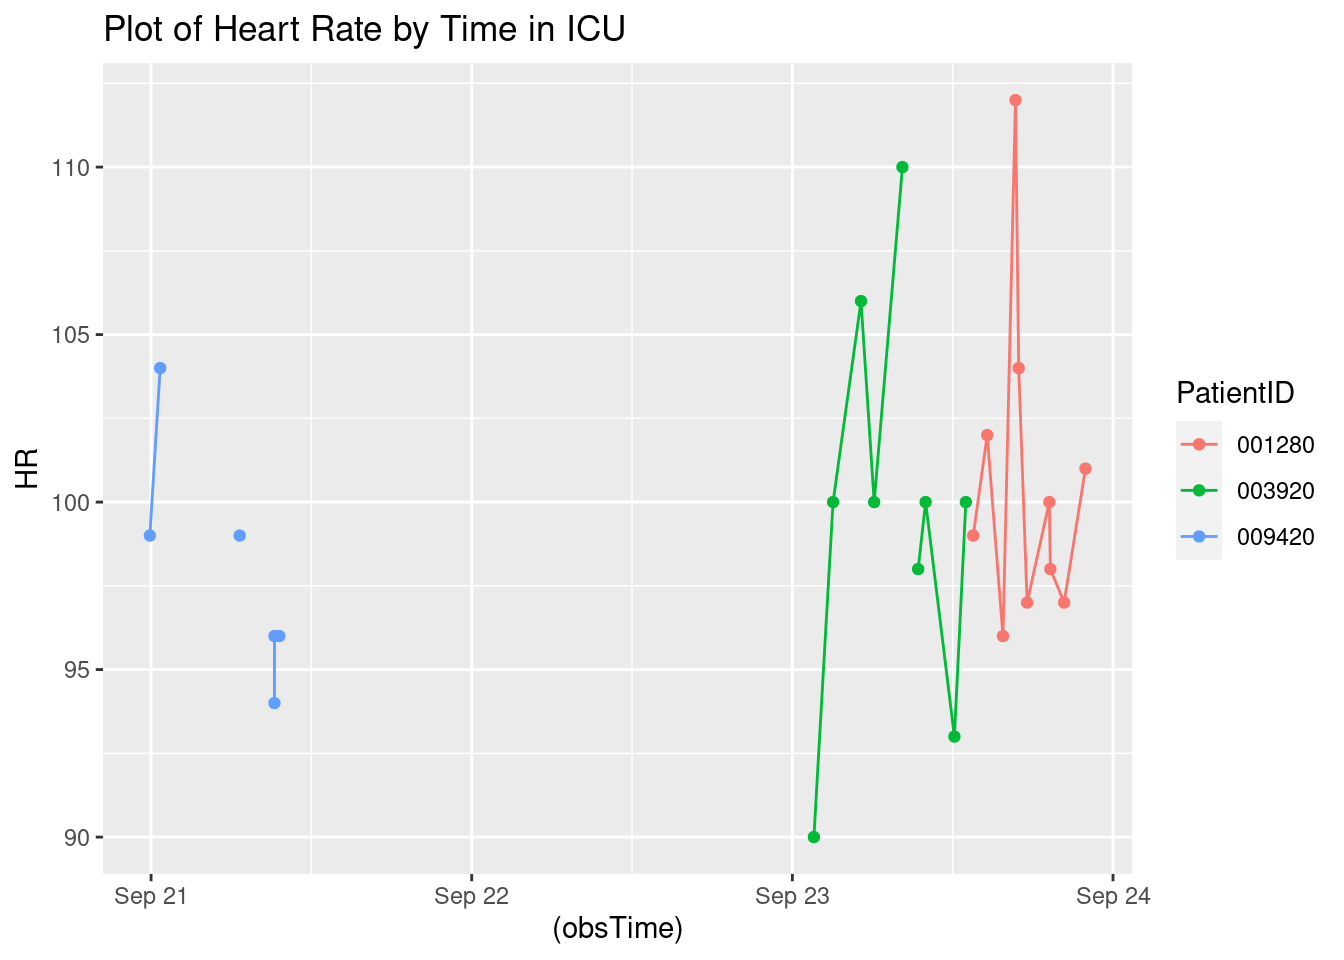 Plot of Heart Rate by Time in ICU
HR
110
105
100
95
90
Sep 21
Sep 22
Sep 23
Sep 24
(obsTime)
PatientID
001280
003920
009420